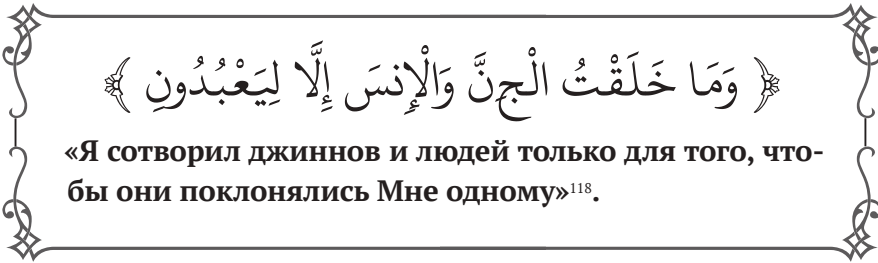 ﴿ وَمَا خَلَقْتُ الْجِنَّ وَالْإِنسَ إِلَّا لِيَعْبُدُونِ ﴾
«Я сотворил джиннов и людей только для того, что-
бы они поклонялись Мне одному»¹¹⁸.